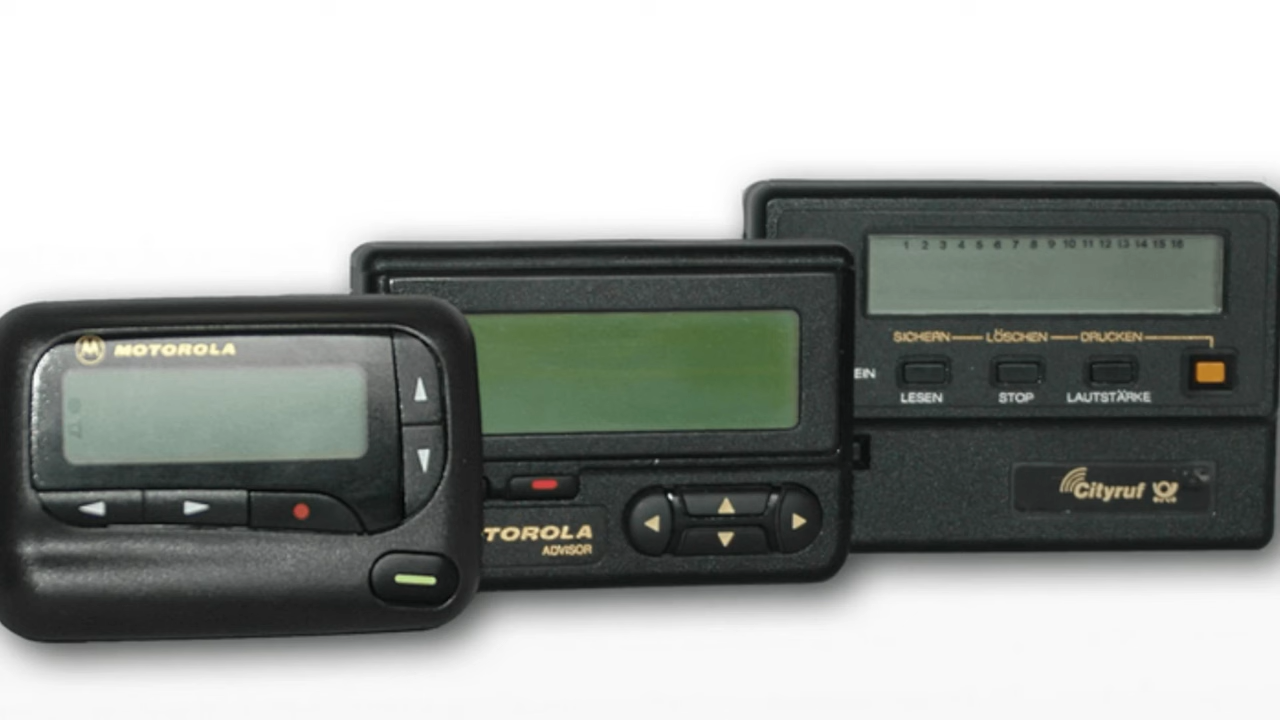 MOTOROLA
TOROLA
ADVISOR
1 2 3 4 5 6 7 8 9 10 11 12 13 14 15 16
SICHERN LÖSCHEN DRUCKEN
EIN
LESEN STOP LAUTSTÄRKE
Cityruf